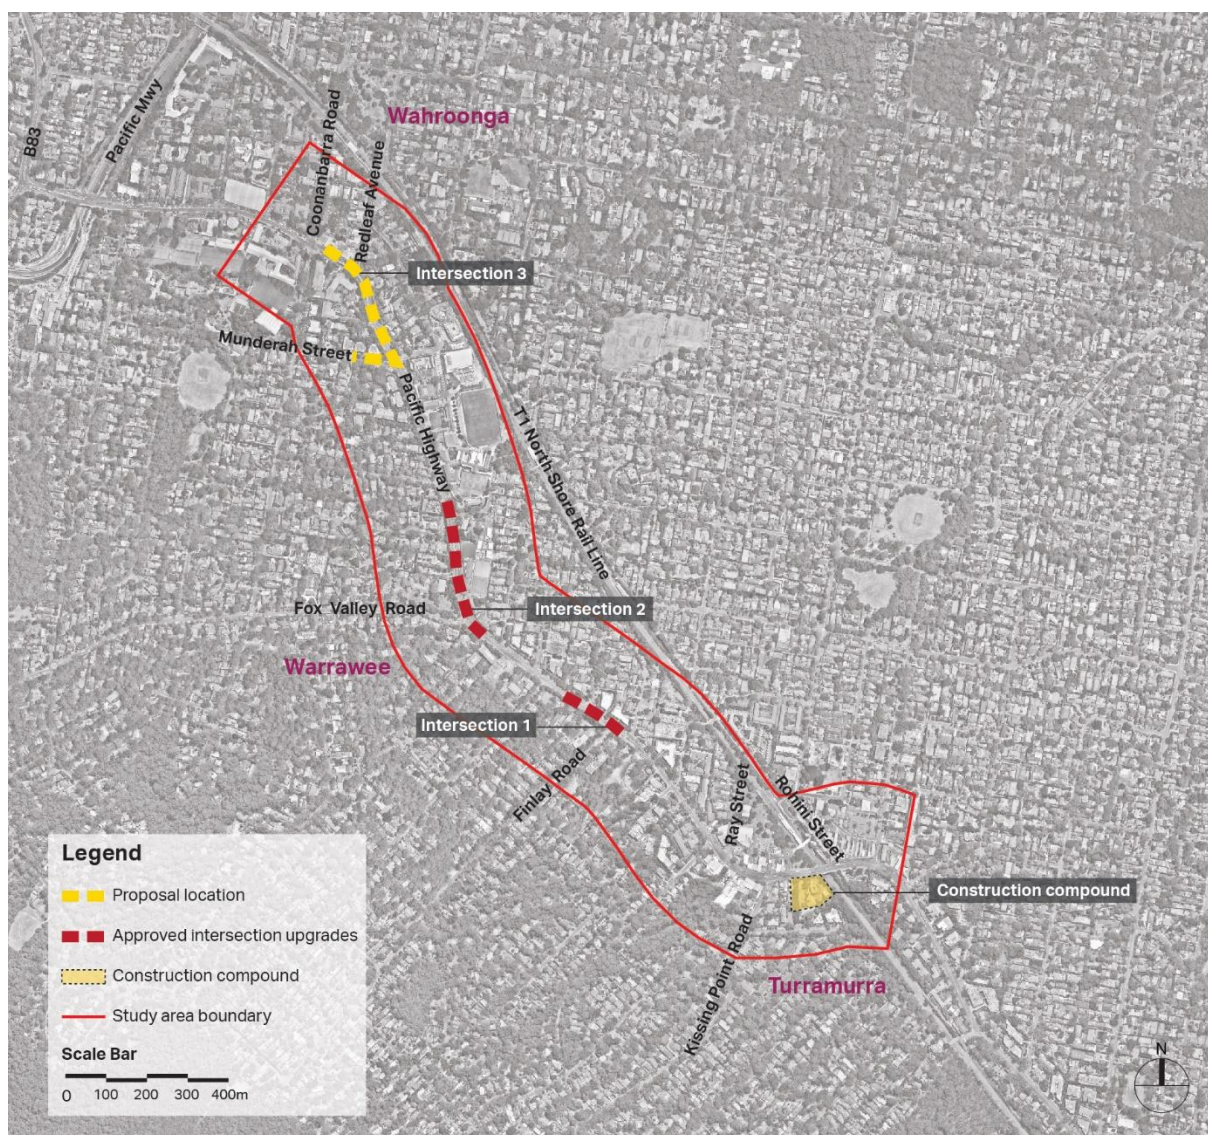 Wahroonga
B83
Pacific Mwy
Coonanbarra Road
Redleaf Avenue
Intersection 3
Munderah Street
Pacific Highway
T1 North Shore Rail Line
Fox Valley Road
Intersection 2
Warrawee
Intersection 1
Finlay Road
Ray Street
Rohini Street
Construction compound
Kissing Point Road
Turramurra
Legend
Proposal location
Approved intersection upgrades
Construction compound
Study area boundary
Scale Bar
0 100 200 300 400m
N